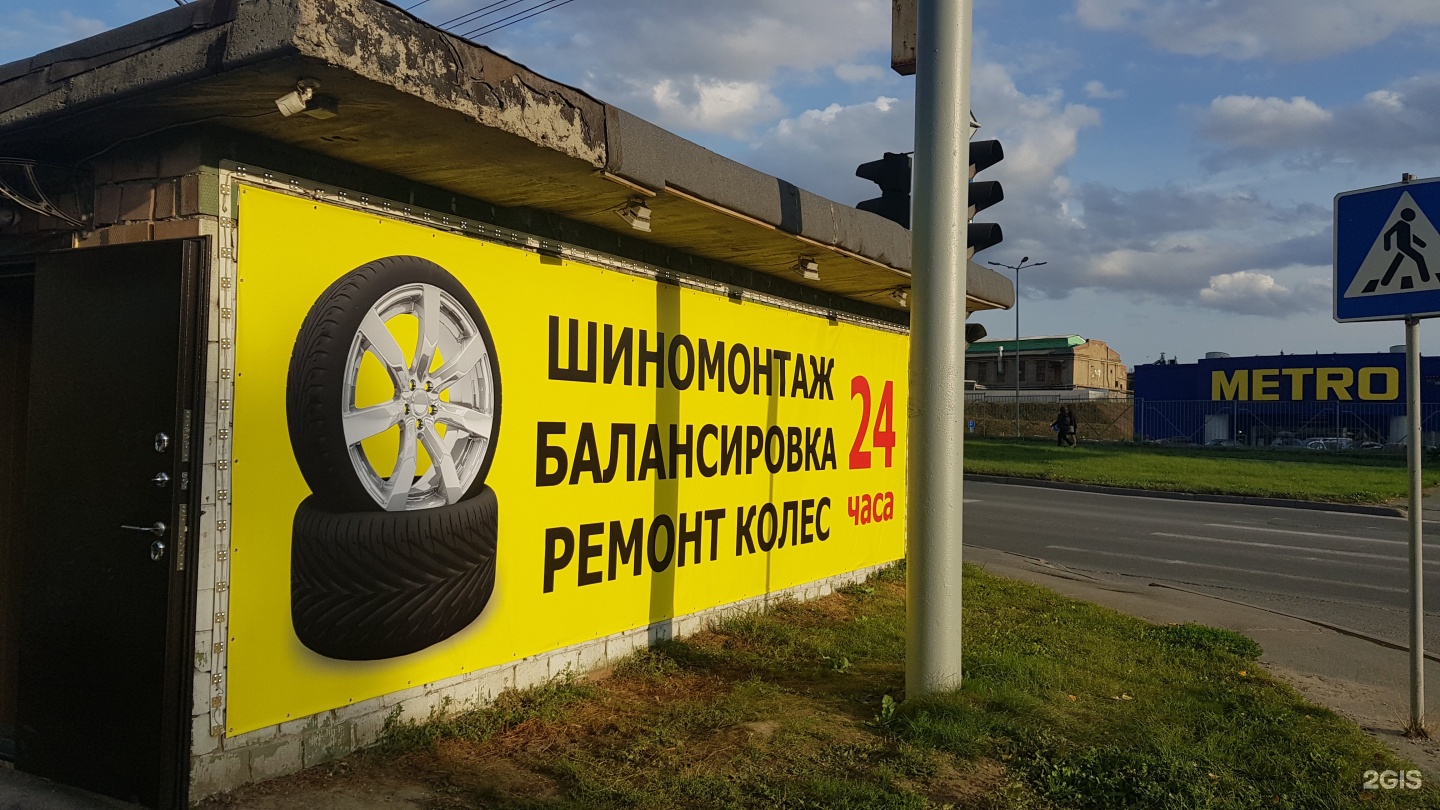 ШИНОМОНТАЖ
БАЛАНСИРОВКА
РЕМОНТ КОЛЕС
24
часа
METRO
2GIS